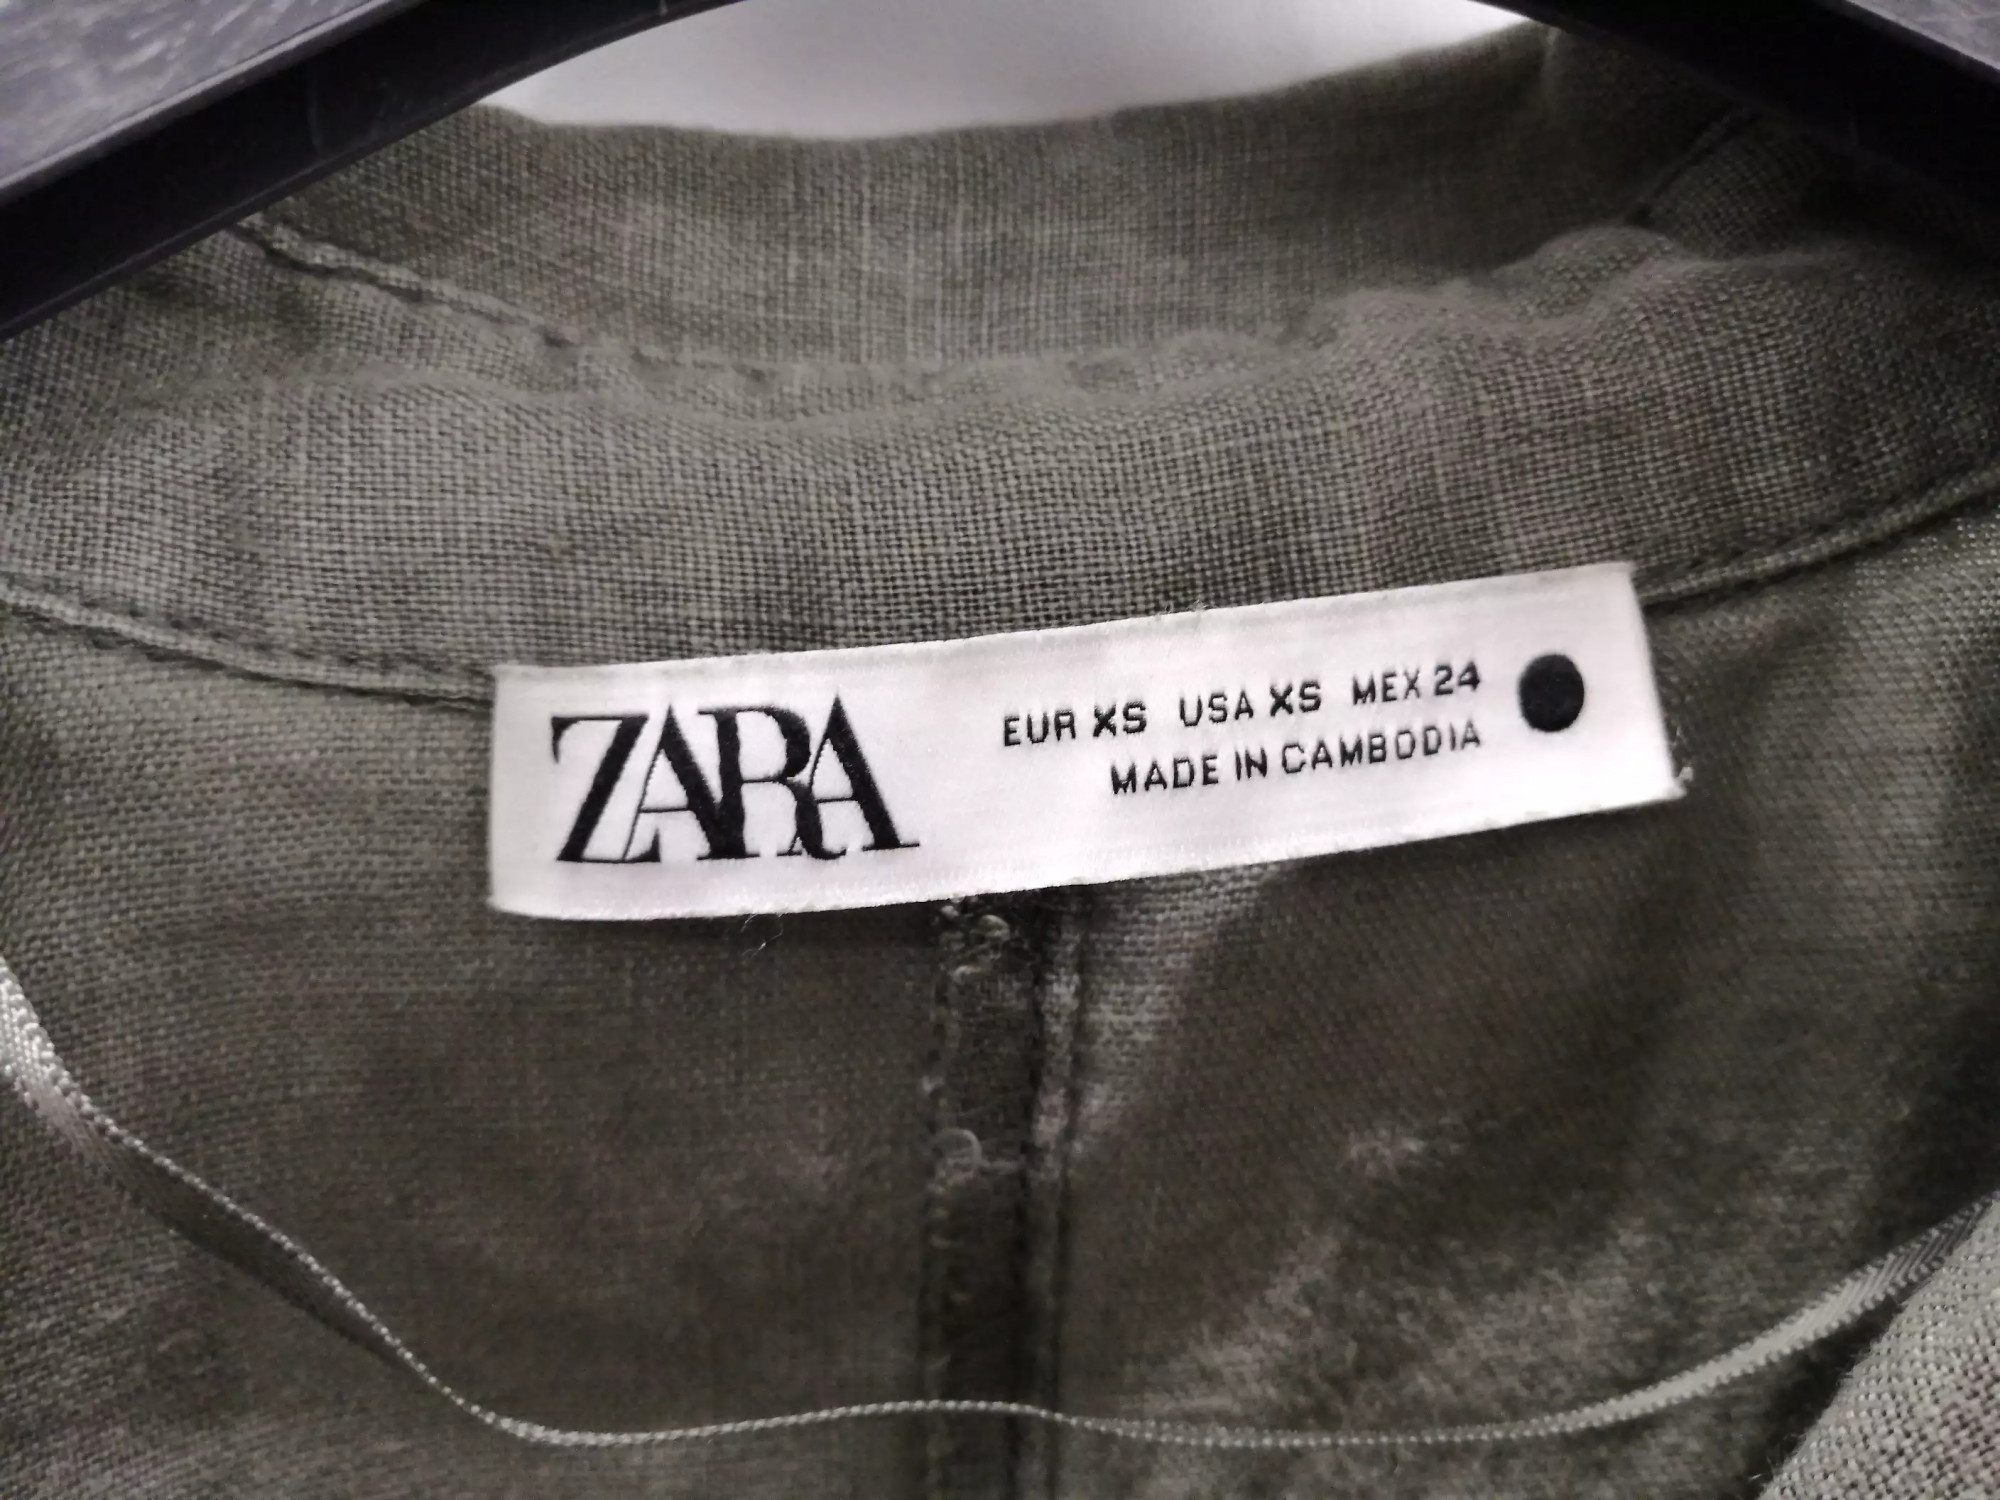 ZARA
EUR XS USA XS MEX 24
MADE IN CAMBODIA